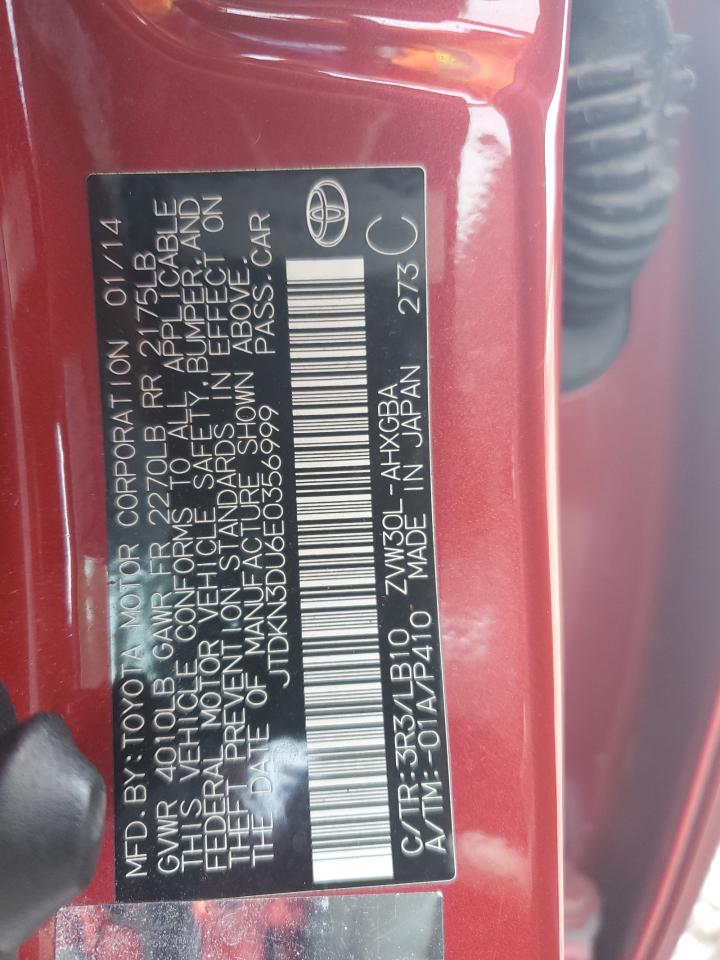 MFD. BY: TOYOTA MOTOR CORPORATION 01/14
GVWR 4010LB GAWR FR 2270LB RR 2175LB
THIS VEHICLE CONFORMS TO ALL APPLICABLE
FEDERAL MOTOR VEHICLE SAFETY, BUMPER, AND
THEFT PREVENTION STANDARDS IN EFFECT ON
THE DATE OF MANUFACTURE SHOWN ABOVE.
JTDKN3DU6E0356999 PASS. CAR
C/TR: 3R3/LB10 ZVW30L-AHXGBA
A/TM: -01A/P410 MADE IN JAPAN 273 C